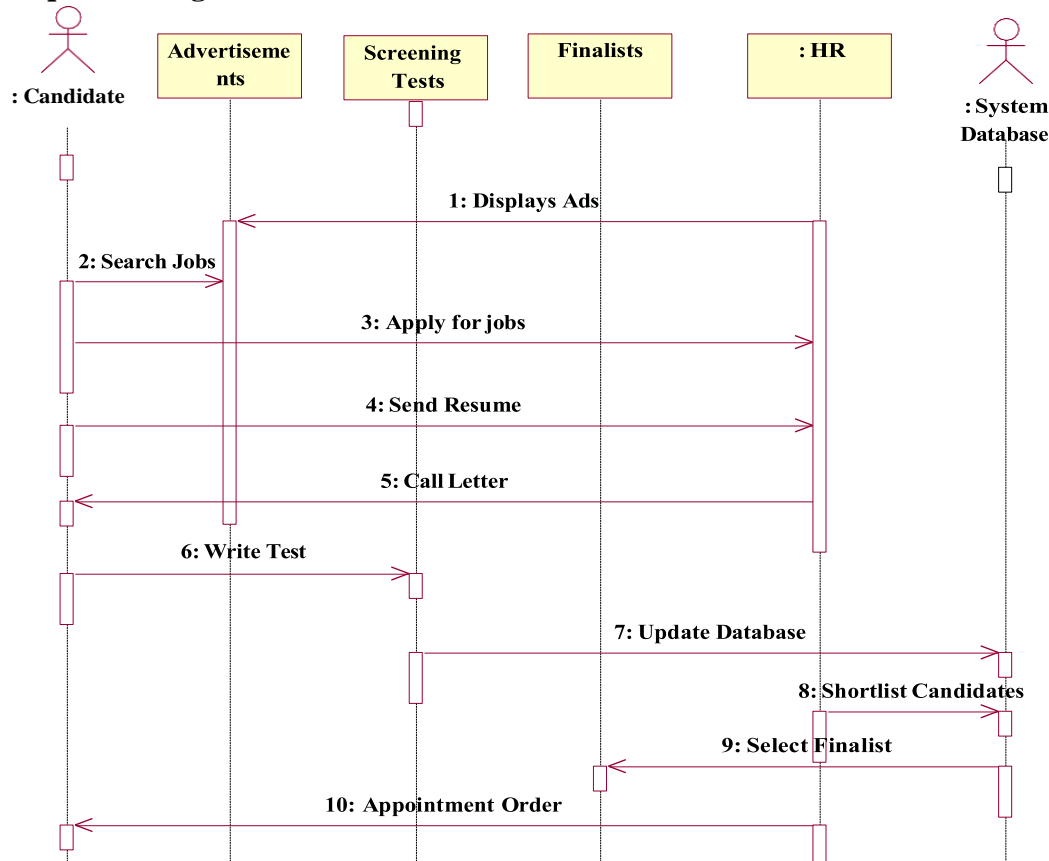 Advertiseme
nts
Screening
Tests
Finalists
: HR
: Candidate
: System
Database
1: Displays Ads
2: Search Jobs
3: Apply for jobs
4: Send Resume
5: Call Letter
6: Write Test
7: Update Database
8: Shortlist Candidates
9: Select Finalist
10: Appointment Order